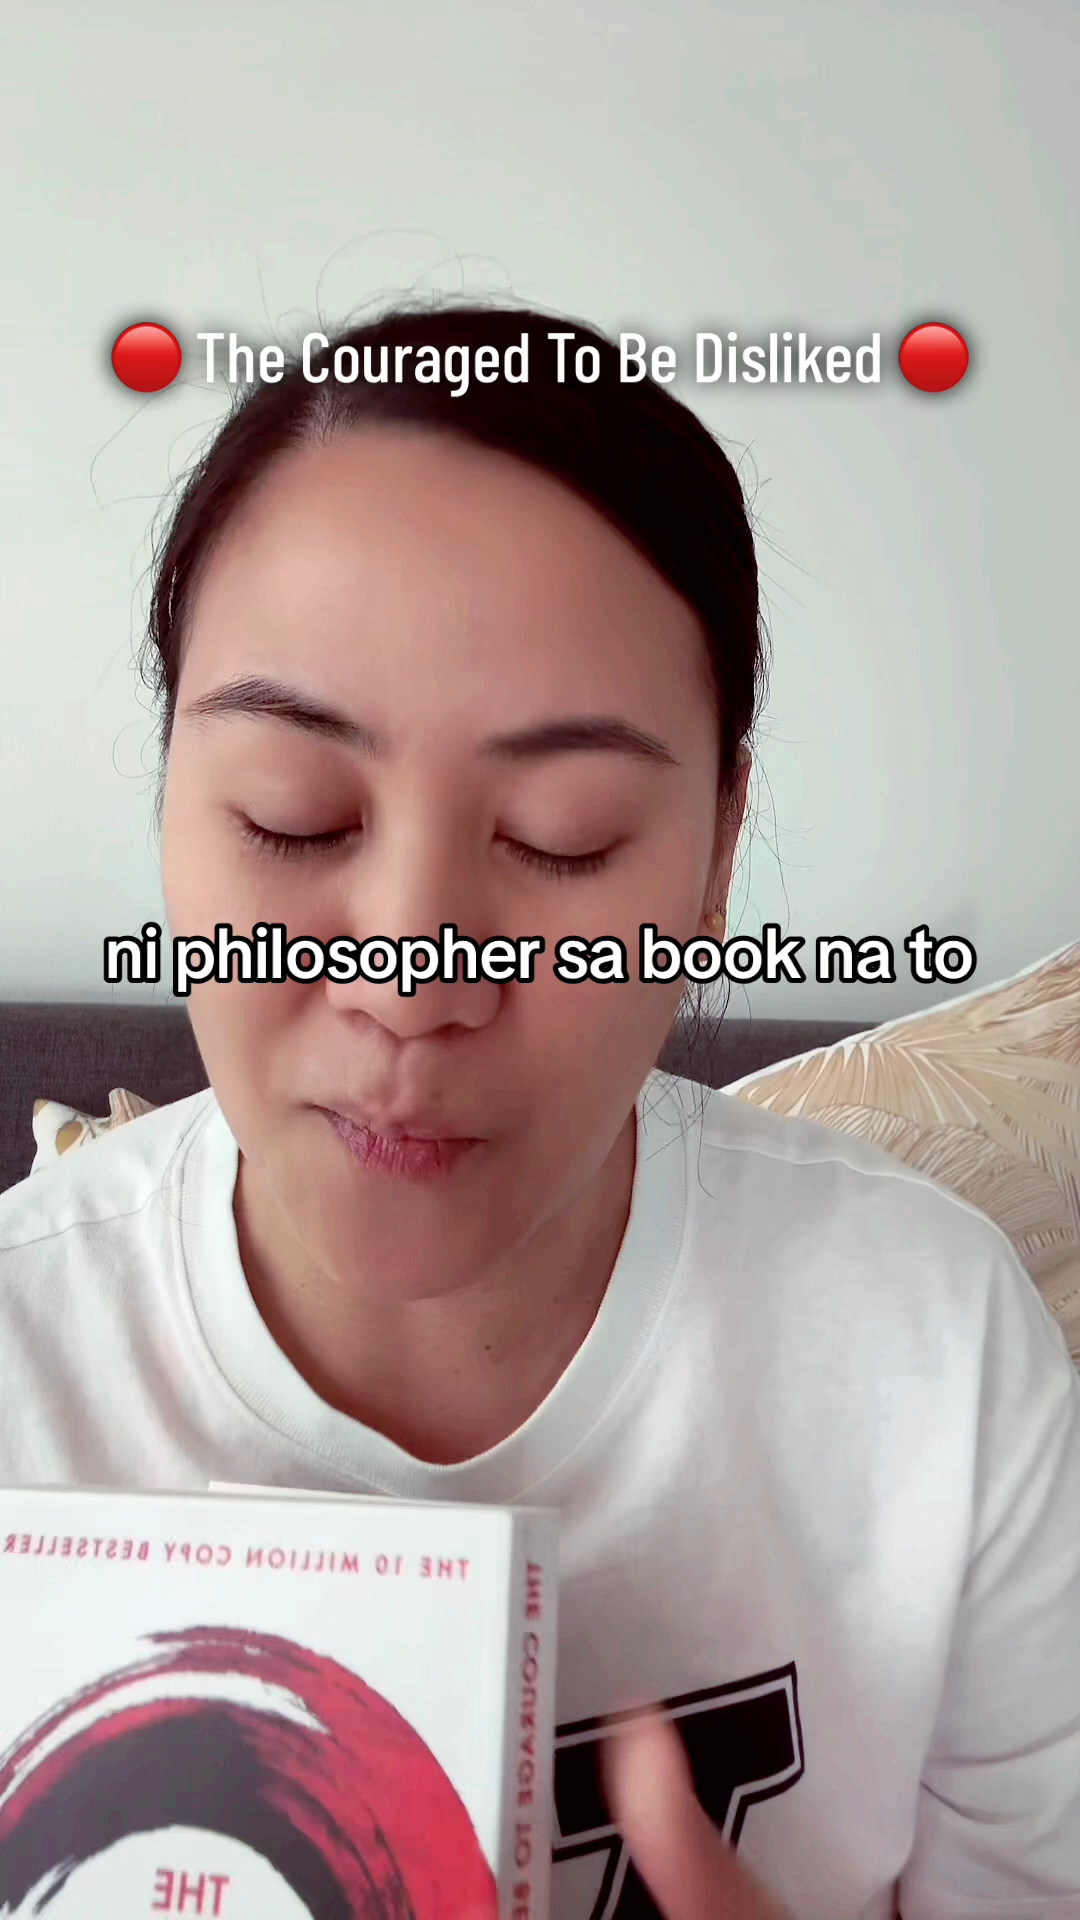 🔴 The Couraged To Be Disliked 🔴
ni philosopher sa book na to
THE 10 MILLION COPY BESTSELLER
THE COURAGE TO BE
THE